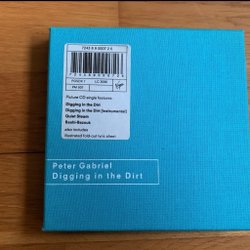 Picture CD single features:
Digging in the Dirt
Digging in the Dirt [instrumental]
Quiet Steam
Bashi-Bazouk
also includes
illustrated fold-out lyric sheet
Peter Gabriel
Digging in the Dirt